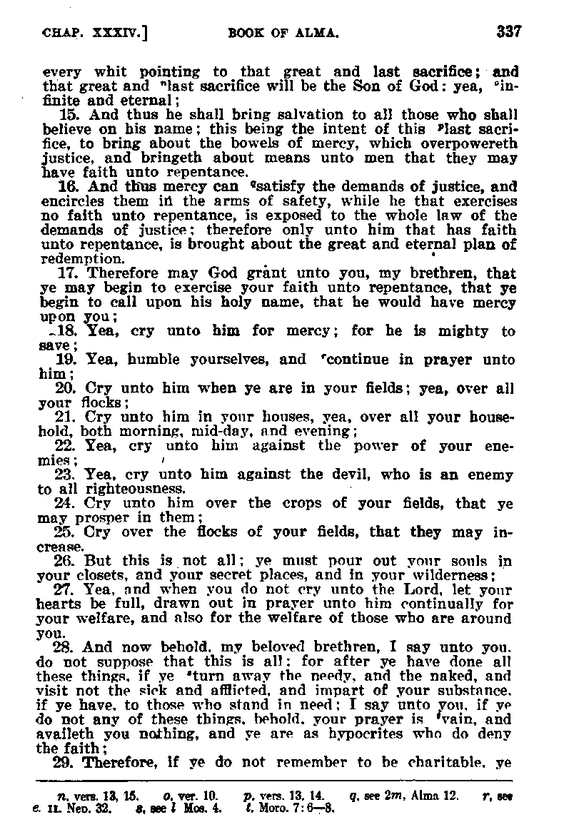 CHAP. XXXIV.] BOOK OF ALMA. 337
every whit pointing to that great and last sacrifice; and
that great and ⁿlast sacrifice will be the Son of God: yea, ᵒin-
finite and eternal;
15. And thus he shall bring salvation to all those who shall
believe on his name; this being the intent of this ᵖlast sacri-
fice, to bring about the bowels of mercy, which overpowereth
justice, and bringeth about means unto men that they may
have faith unto repentance.
16. And thus mercy can qsatisfy the demands of justice, and
encircles them in the arms of safety, while he that exercises
no faith unto repentance, is exposed to the whole law of the
demands of justice; therefore only unto him that has faith
unto repentance, is brought about the great and eternal plan of
redemption.
17. Therefore may God grant unto you, my brethren, that
ye may begin to exercise your faith unto repentance, that ye
begin to call upon his holy name, that he would have mercy
upon you;
18. Yea, cry unto him for mercy; for he is mighty to
save;
19. Yea, humble yourselves, and ʳcontinue in prayer unto
him;
20. Cry unto him when ye are in your fields; yea, over all
your flocks;
21. Cry unto him in your houses, yea, over all your house-
hold, both morning, mid-day, and evening;
22. Yea, cry unto him against the power of your ene-
mies;
23. Yea, cry unto him against the devil, who is an enemy
to all righteousness.
24. Cry unto him over the crops of your fields, that ye
may prosper in them;
25. Cry over the flocks of your fields, that they may in-
crease.
26. But this is not all; ye must pour out your souls in
your closets, and your secret places, and in your wilderness;
27. Yea, and when you do not cry unto the Lord, let your
hearts be full, drawn out in prayer unto him continually for
your welfare, and also for the welfare of those who are around
you.
28. And now behold, my beloved brethren, I say unto you.
do not suppose that this is all; for after ye have done all
these things, if ye ˢturn away the needy, and the naked, and
visit not the sick and afflicted, and impart of your substance,
if ye have, to those who stand in need; I say unto you, if ye
do not any of these things, behold, your prayer is ᵗvain, and
availeth you nothing, and ye are as hypocrites who do deny
the faith;
29. Therefore, if ye do not remember to be charitable, ye
n, vers. 13, 15. o, ver. 10. p, vers. 13, 14. q, see 2m, Alma 12. r, see
e, II. Nep. 32. s, see l Mos. 4. t, Moro. 7:6—8.